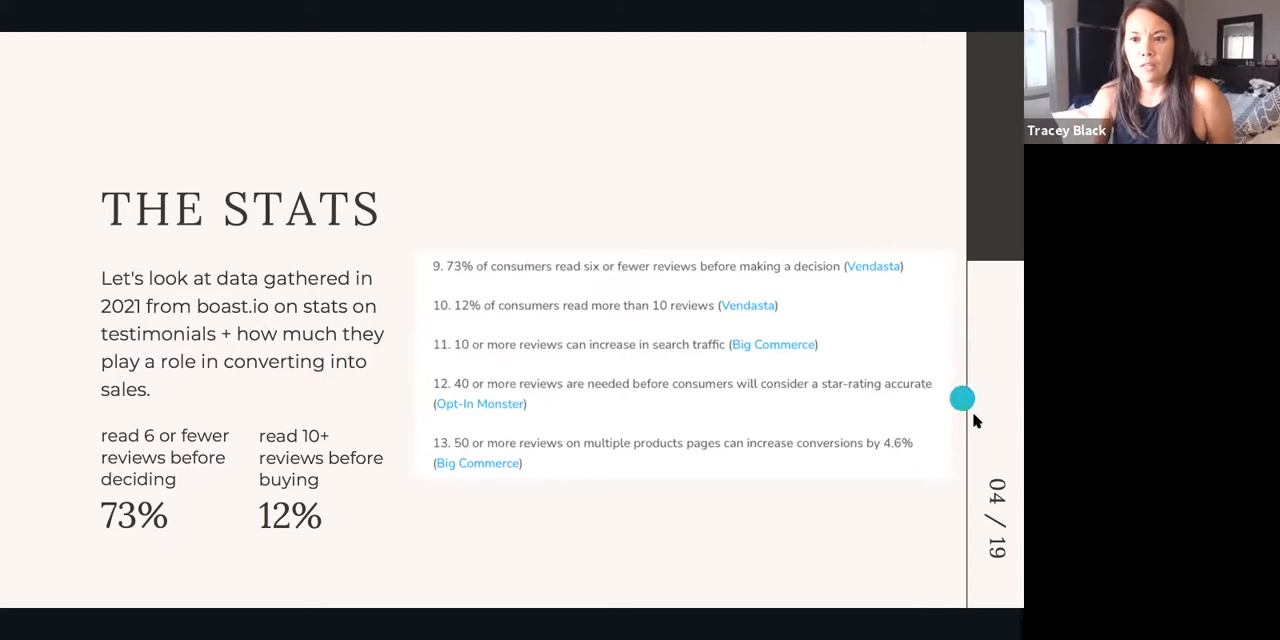 THE STATS
Let's look at data gathered in
2021 from boast.io on stats on
testimonials + how much they
play a role in converting into
sales.
read 6 or fewer
reviews before
deciding
73%
read 10+
reviews before
buying
12%
9. 73% of consumers read six or fewer reviews before making a decision (Vendasta)
10. 12% of consumers read more than 10 reviews (Vendasta)
11. 10 or more reviews can increase in search traffic (Big Commerce)
12. 40 or more reviews are needed before consumers will consider a star-rating accurate
(Opt-In Monster)
13. 50 or more reviews on multiple products pages can increase conversions by 4.6%
(Big Commerce)
04 / 19
Tracey Black